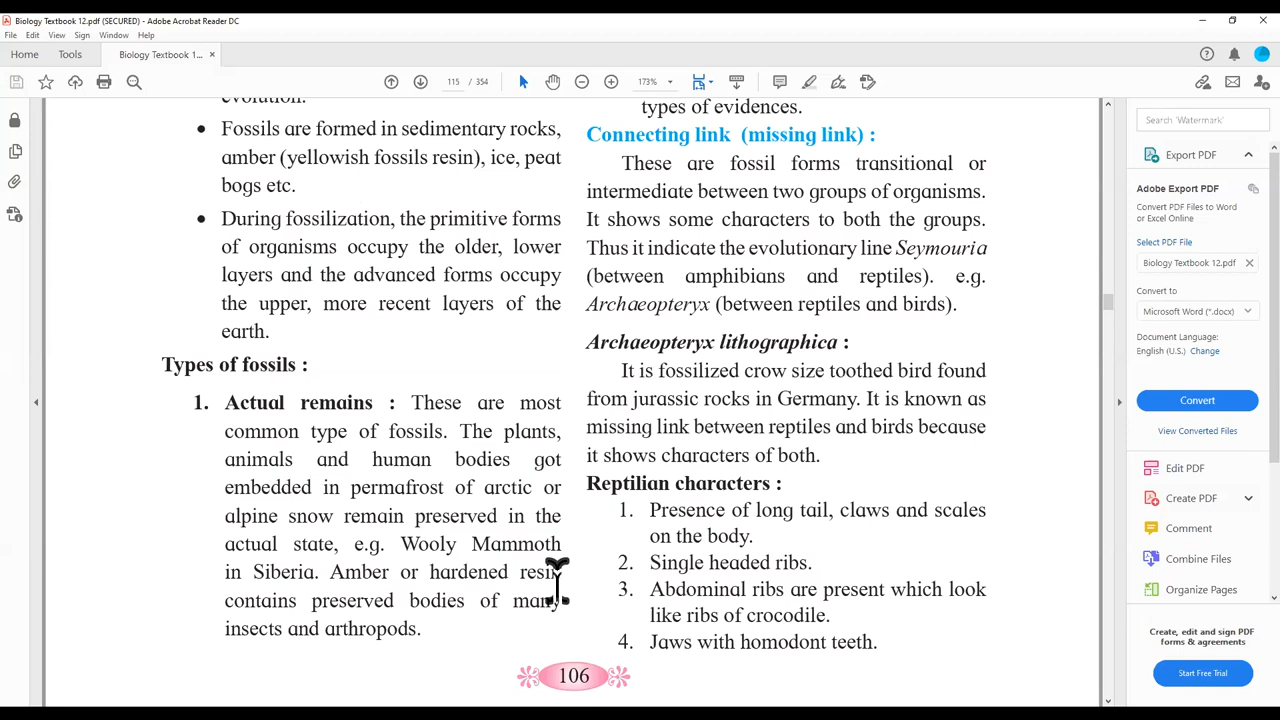 Biology Textbook 12.pdf (SECURED) - Adobe Acrobat Reader DC
File Edit View Sign Window Help
Home Tools Biology Textbook 1... ×
115 / 354 173%
evolution.
• Fossils are formed in sedimentary rocks,
amber (yellowish fossils resin), ice, peat
bogs etc.
• During fossilization, the primitive forms
of organisms occupy the older, lower
layers and the advanced forms occupy
the upper, more recent layers of the
earth.
Types of fossils :
1. Actual remains : These are most
common type of fossils. The plants,
animals and human bodies got
embedded in permafrost of arctic or
alpine snow remain preserved in the
actual state, e.g. Wooly Mammoth
in Siberia. Amber or hardened resin
contains preserved bodies of many
insects and arthropods.
types of evidences.
Connecting link (missing link) :
These are fossil forms transitional or
intermediate between two groups of organisms.
It shows some characters to both the groups.
Thus it indicate the evolutionary line Seymouria
(between amphibians and reptiles). e.g.
Archaeopteryx (between reptiles and birds).
Archaeopteryx lithographica :
It is fossilized crow size toothed bird found
from jurassic rocks in Germany. It is known as
missing link between reptiles and birds because
it shows characters of both.
Reptilian characters :
1. Presence of long tail, claws and scales
on the body.
2. Single headed ribs.
3. Abdominal ribs are present which look
like ribs of crocodile.
4. Jaws with homodont teeth.
106
Search 'Watermark'
Export PDF
Adobe Export PDF
Convert PDF Files to Word
or Excel Online
Select PDF File
Biology Textbook 12.pdf
Convert to
Microsoft Word (*.docx)
Document Language:
English (U.S.) Change
Convert
View Converted Files
Edit PDF
Create PDF
Comment
Combine Files
Organize Pages
Create, edit and sign PDF
forms & agreements
Start Free Trial